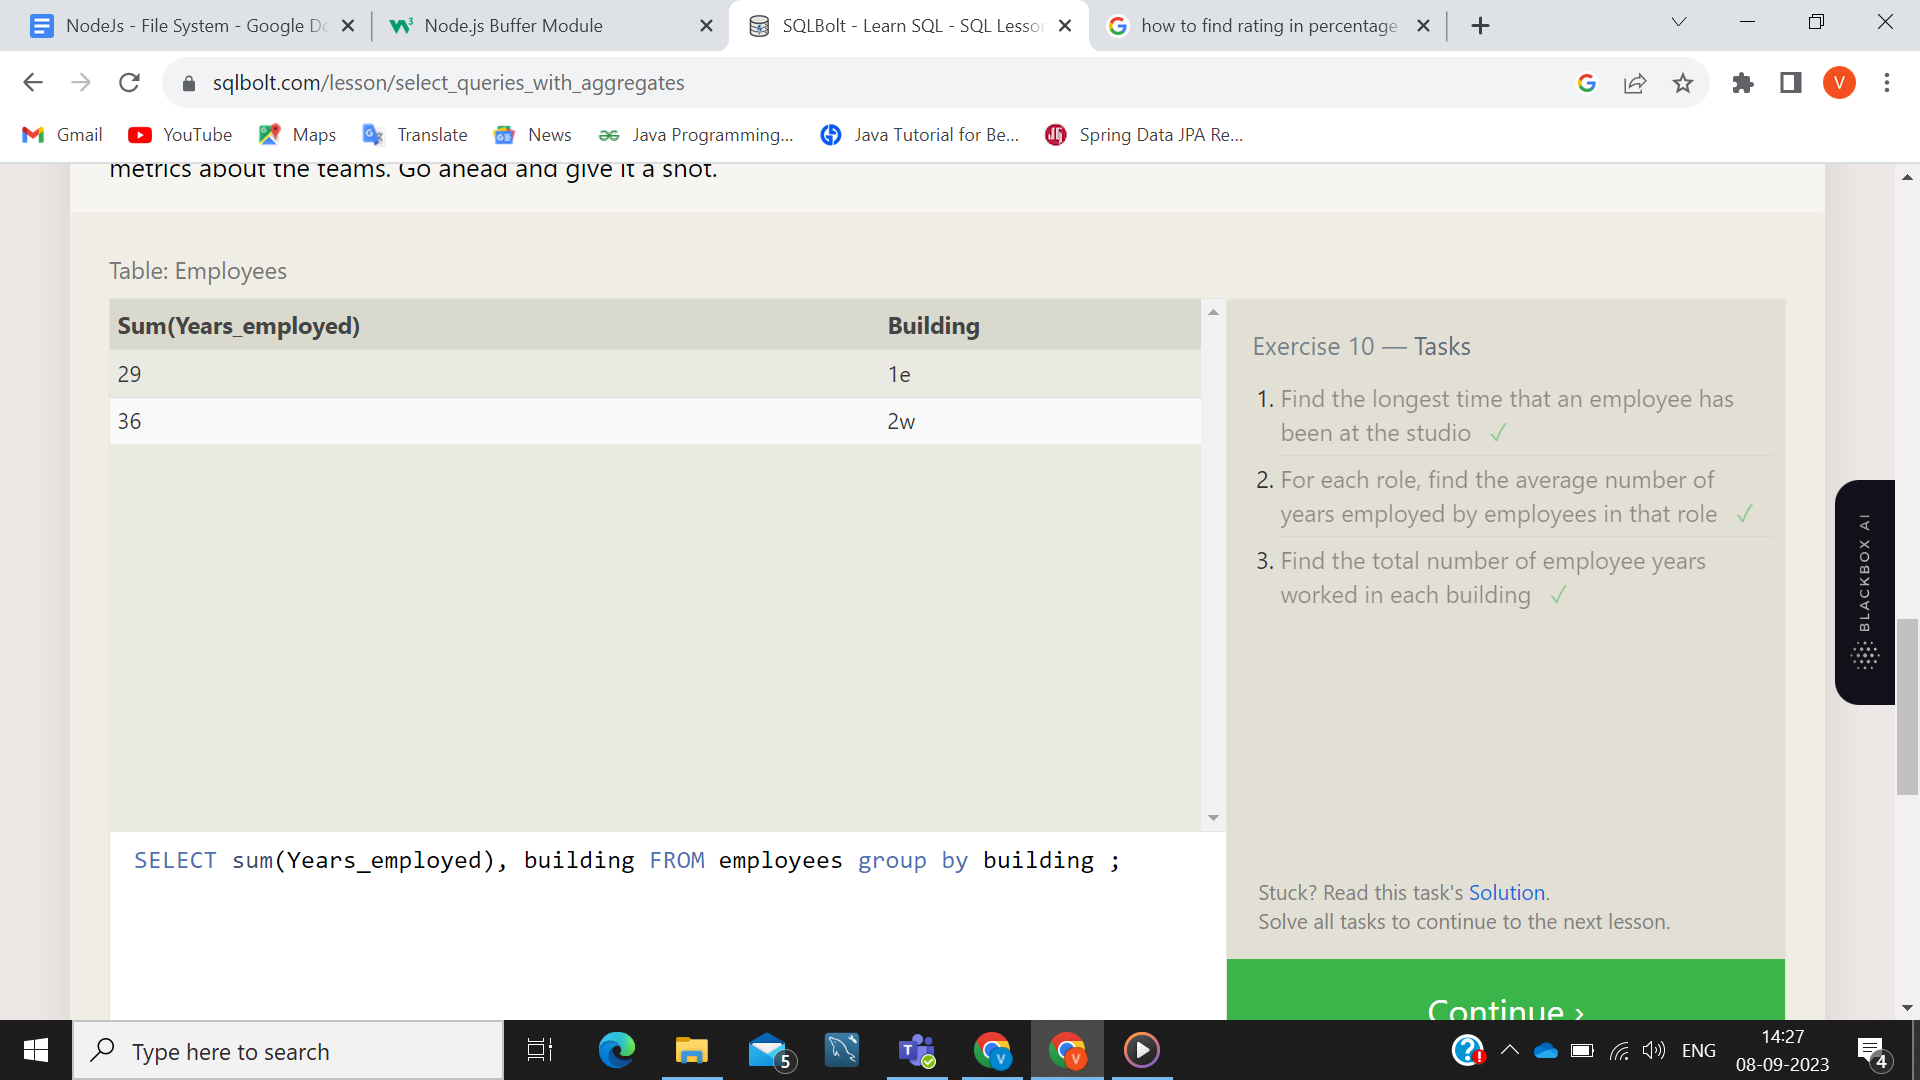 NodeJs - File System - Google Do
Node.js Buffer Module
SQLBolt - Learn SQL - SQL Lesson
how to find rating in percentage
sqlbolt.com/lesson/select_queries_with_aggregates
V
Gmail
YouTube
Maps
Translate
News
Java Programming...
Java Tutorial for Be...
Spring Data JPA Re...
metrics about the teams. Go ahead and give it a shot.
Table: Employees
Sum(Years_employed) Building
29 1e
36 2w
Exercise 10 — Tasks
1. Find the longest time that an employee has
been at the studio ✓
2. For each role, find the average number of
years employed by employees in that role ✓
3. Find the total number of employee years
worked in each building ✓
BLACKBOX AI
SELECT sum(Years_employed), building FROM employees group by building ;
Stuck? Read this task's Solution.
Solve all tasks to continue to the next lesson.
Continue ›
Type here to search
5
ENG
14:27
08-09-2023
4